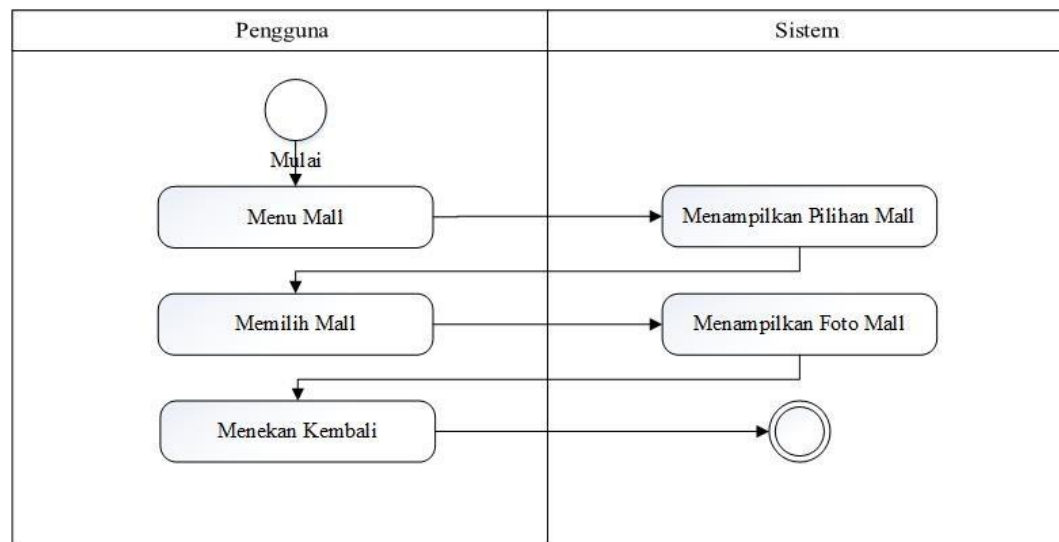 Pengguna
Sistem
Mulai
Menu Mall
Menampilkan Pilihan Mall
Memilih Mall
Menampilkan Foto Mall
Menekan Kembali